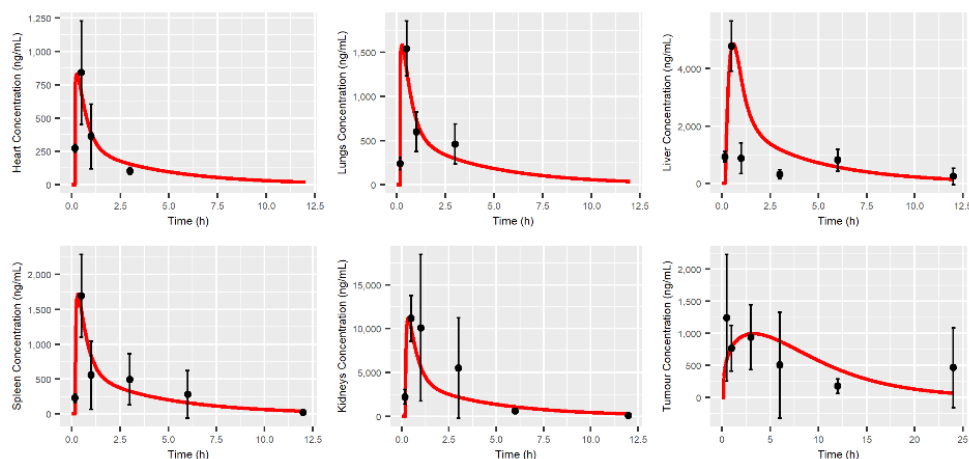 Heart Concentration (ng/mL)
1,250
1,000
750
500
250
0
0.0 2.5 5.0 7.5 10.0 12.5
Time (h)
Lungs Concentration (ng/mL)
1,500
1,000
500
0
0.0 2.5 5.0 7.5 10.0 12.5
Time (h)
Liver Concentration (ng/mL)
4,000
2,000
0
0.0 2.5 5.0 7.5 10.0 12.5
Time (h)
Spleen Concentration (ng/mL)
2,000
1,500
1,000
500
0
0.0 2.5 5.0 7.5 10.0 12.5
Time (h)
Kidneys Concentration (ng/mL)
15,000
10,000
5,000
0
0.0 2.5 5.0 7.5 10.0 12.5
Time (h)
Tumour Concentration (ng/mL)
2,000
1,500
1,000
500
0
0 5 10 15 20 25
Time (h)